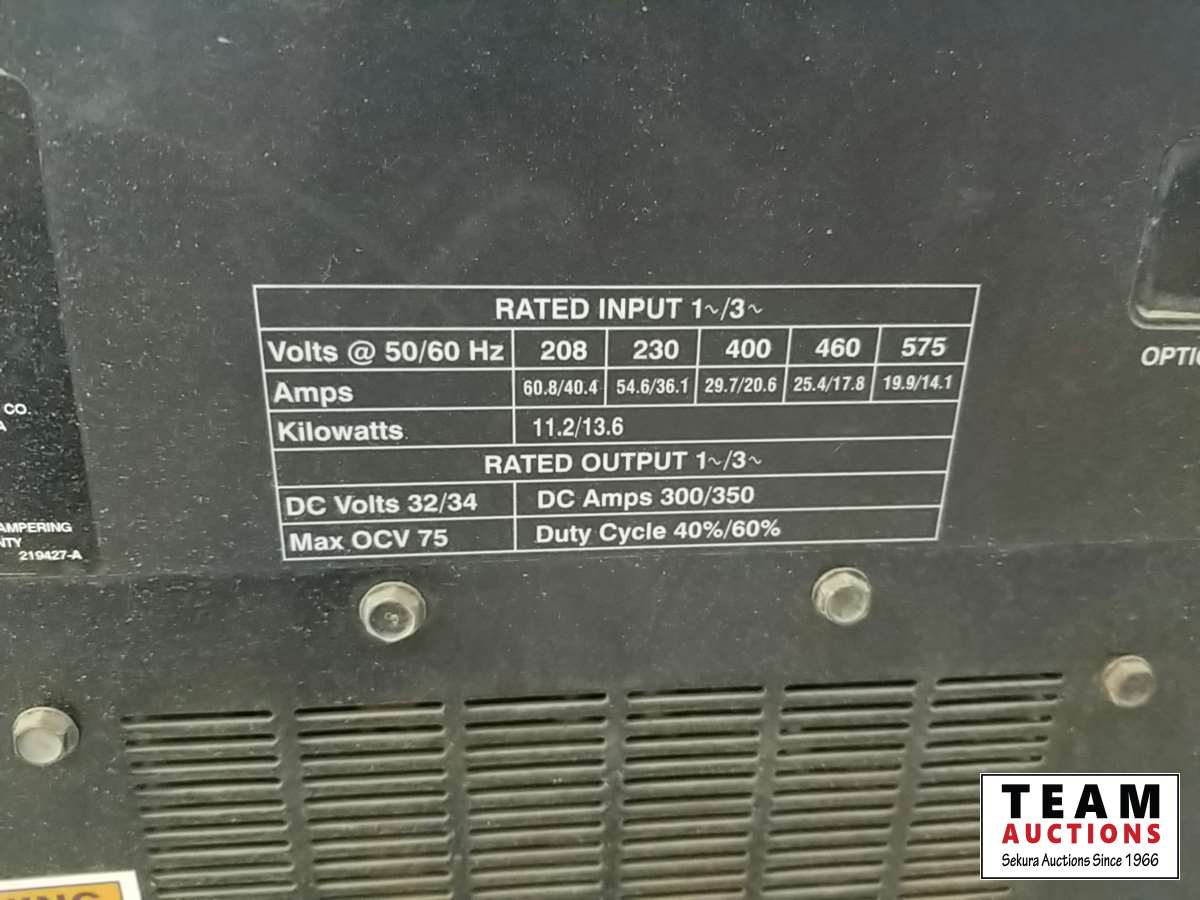 RATED INPUT 1~/3~
Volts @ 50/60 Hz 208 230 400 460 575
Amps 60.8/40.4 54.6/36.1 29.7/20.6 25.4/17.8 19.9/14.1
Kilowatts 11.2/13.6
RATED OUTPUT 1~/3~
DC Volts 32/34 DC Amps 300/350
Max OCV 75 Duty Cycle 40%/60%
CO.
A
219427-A
TEAM
AUCTIONS
Sekura Auctions Since 1966